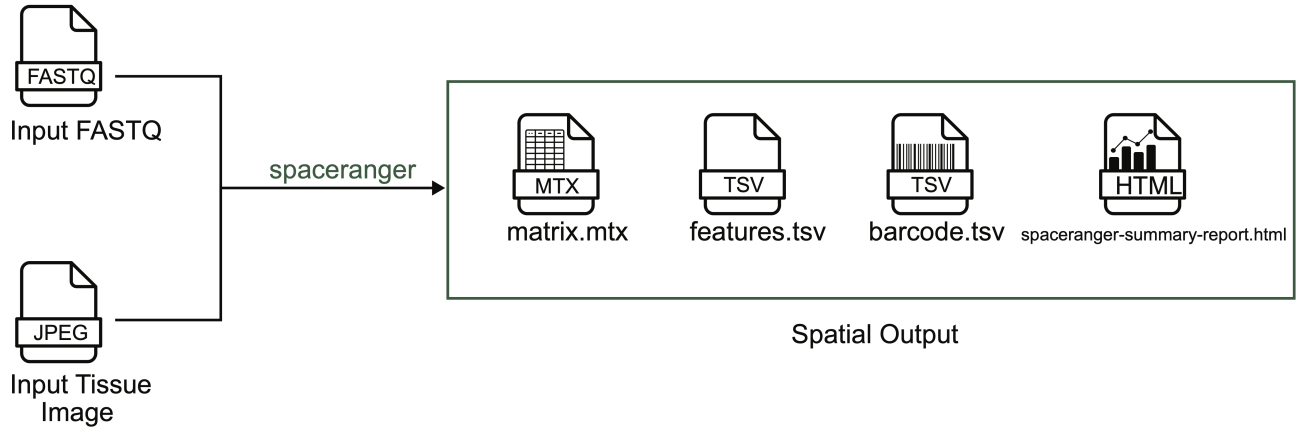 FASTQ
Input FASTQ
spaceranger
MTX
matrix.mtx
TSV
features.tsv
TSV
barcode.tsv
HTML
spaceranger-summary-report.html
Spatial Output
JPEG
Input Tissue
Image